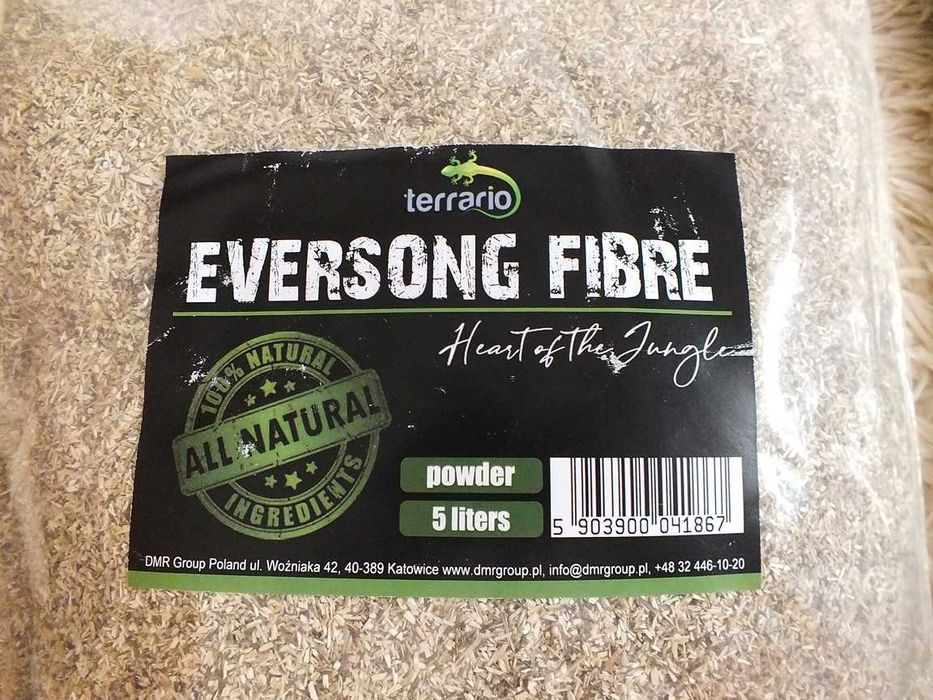 terrario
EVERSONG FIBRE
Heart of the Jungle
100% NATURAL
ALL NATURAL
INGREDIENTS
powder
5 liters
5 903900 041867
DMR Group Poland ul. Woźniaka 42, 40-389 Katowice www.dmrgroup.pl, info@dmrgroup.pl, +48 32 446-10-20